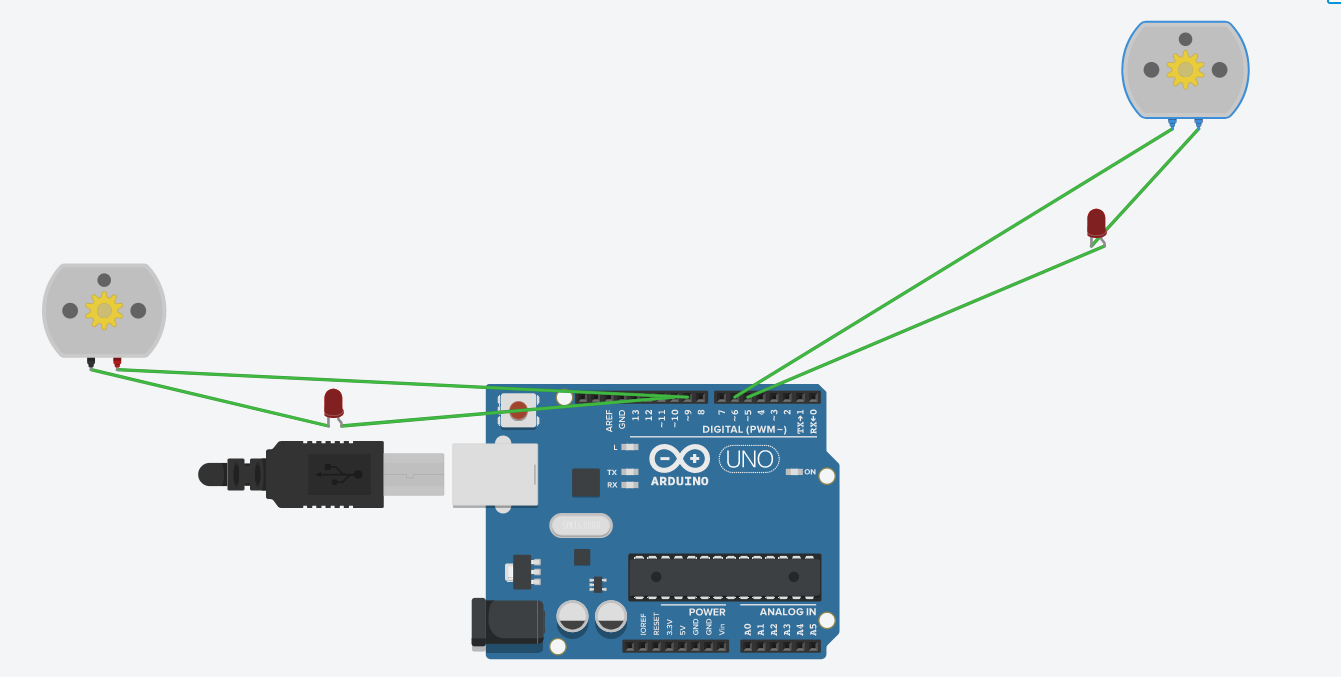 AREF
GND
13
12
~11
~10
~9
8
7
~6
~5
4
~3
2
TX→1
RX←0
DIGITAL (PWM~)
L
TX
RX
ARDUINO
UNO
ON
IOREF
RESET
3.3V
5V
GND
GND
Vin
POWER
A0
A1
A2
A3
A4
A5
ANALOG IN